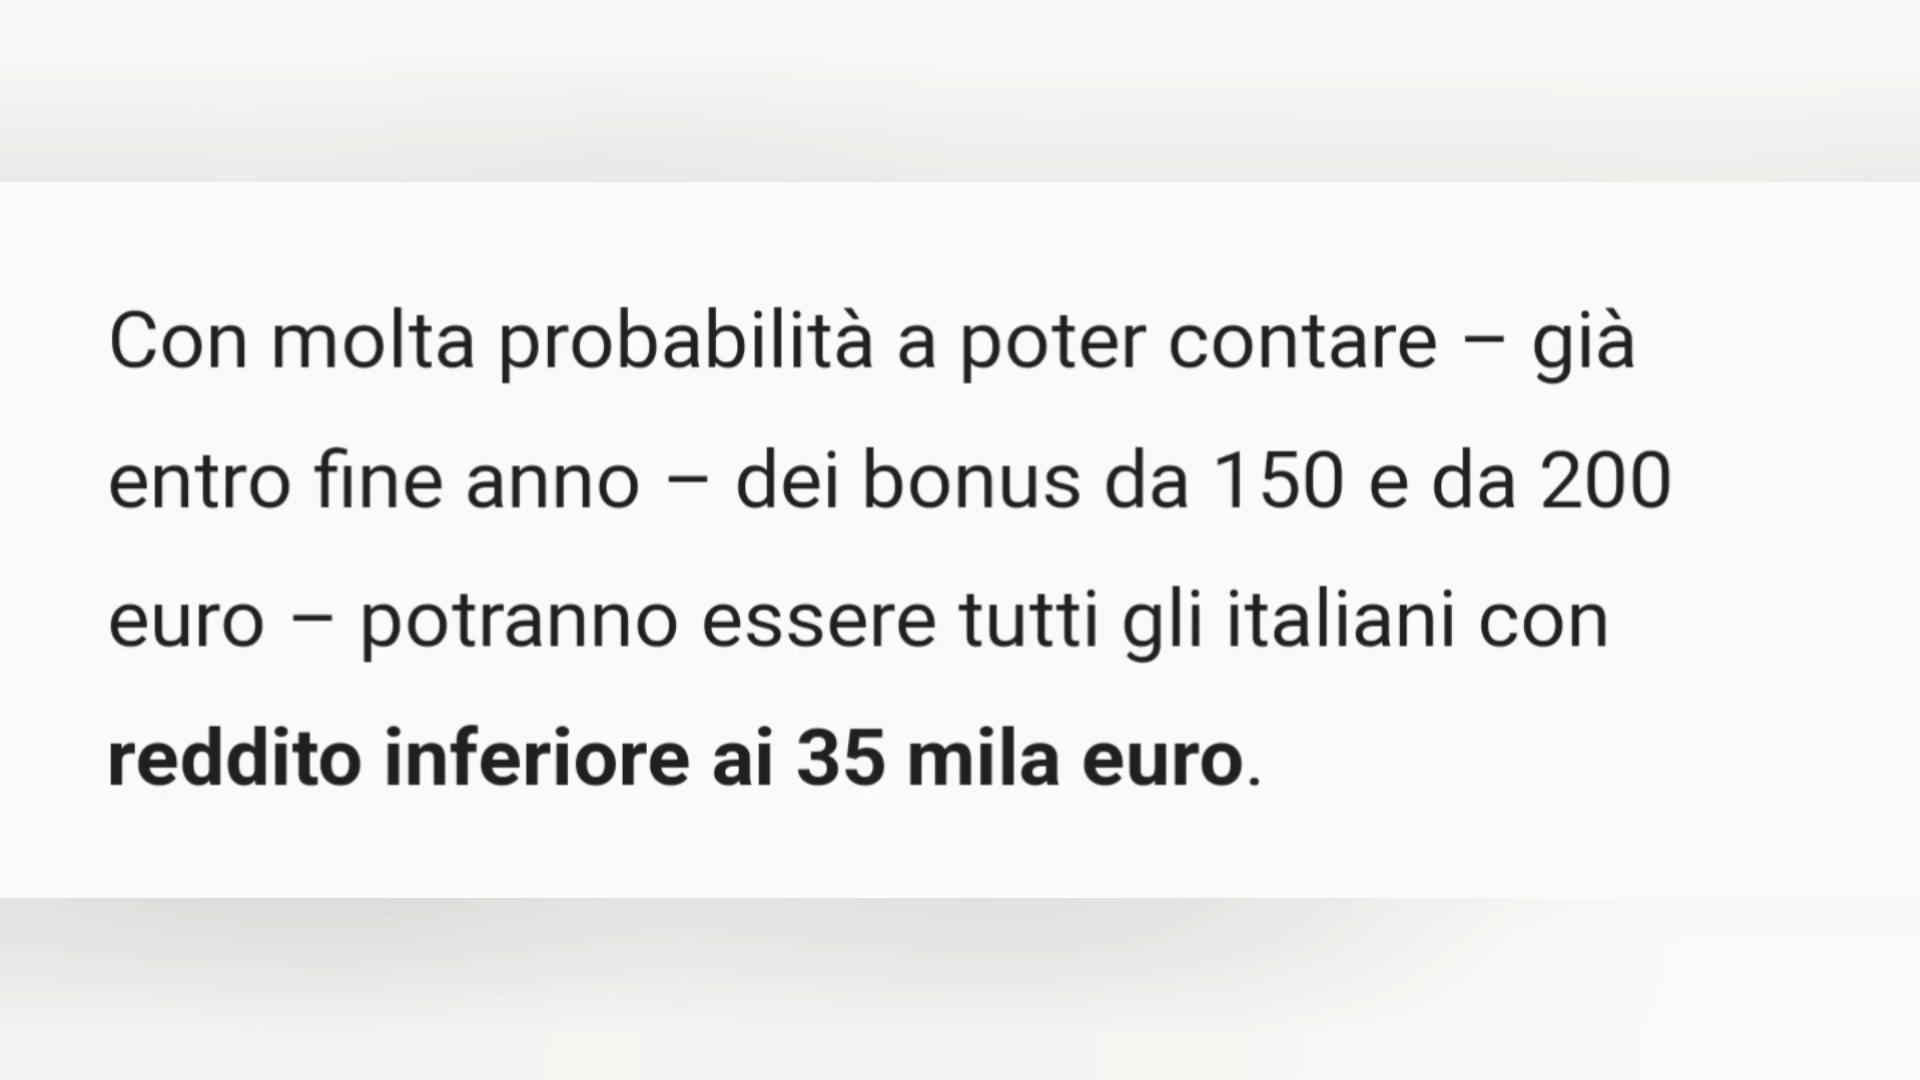 Con molta probabilità a poter contare – già
entro fine anno – dei bonus da 150 e da 200
euro – potranno essere tutti gli italiani con
reddito inferiore ai 35 mila euro.